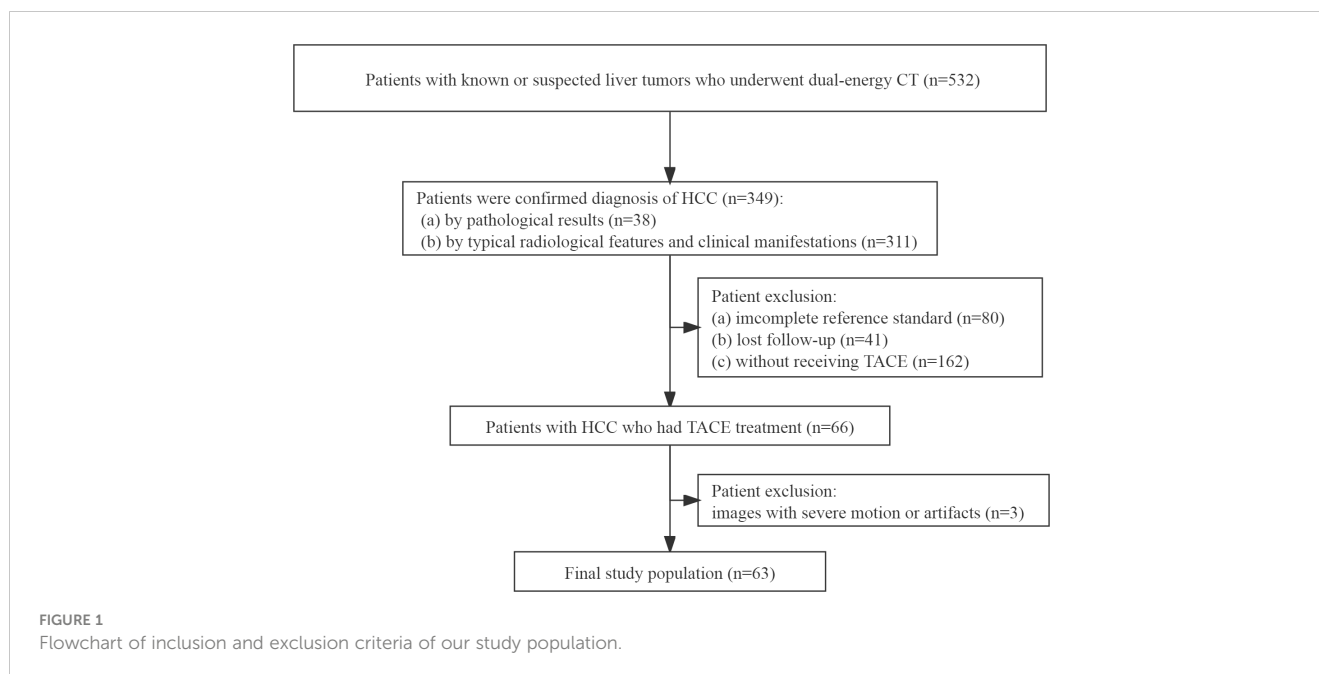 Patients with known or suspected liver tumors who underwent dual-energy CT (n=532)
Patients were confirmed diagnosis of HCC (n=349):
(a) by pathological results (n=38)
(b) by typical radiological features and clinical manifestations (n=311)
Patient exclusion:
(a) imcomplete reference standard (n=80)
(b) lost follow-up (n=41)
(c) without receiving TACE (n=162)
Patients with HCC who had TACE treatment (n=66)
Patient exclusion:
images with severe motion or artifacts (n=3)
Final study population (n=63)
FIGURE 1
Flowchart of inclusion and exclusion criteria of our study population.